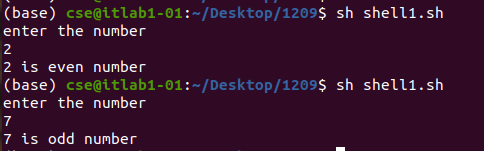 (base) cse@itlab1-01:~/Desktop/1209$ sh shell1.sh
enter the number
2
2 is even number
(base) cse@itlab1-01:~/Desktop/1209$ sh shell1.sh
enter the number
7
7 is odd number